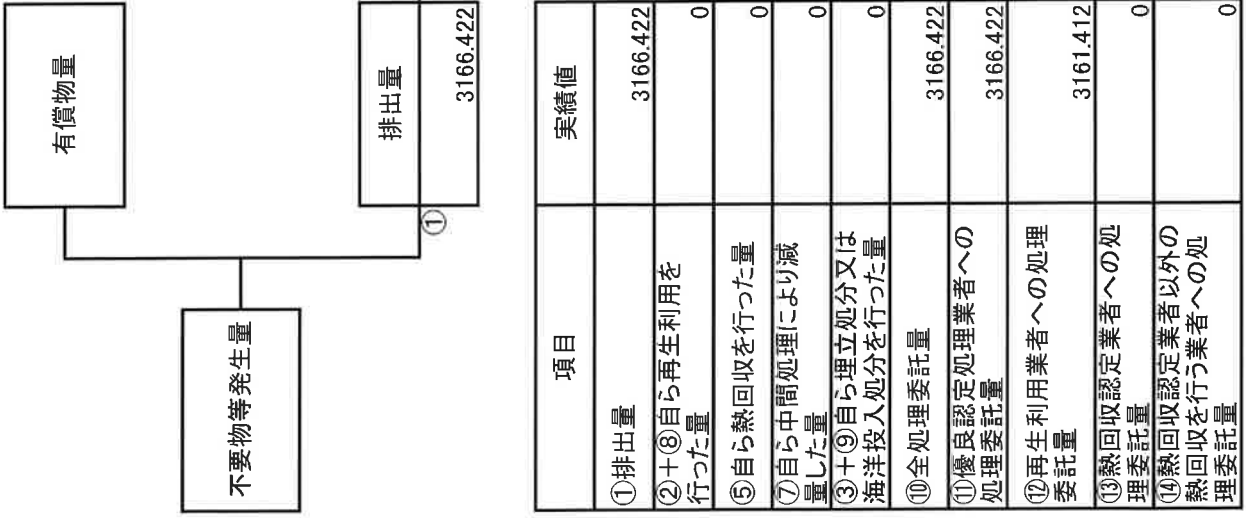 不要物等発生量
有償物量
排出量
①
3166.422
項目
実績値
①排出量
3166.422
②＋⑧自ら再生利用を
行った量
0
⑤自ら熱回収を行った量
0
⑦自ら中間処理により減
量した量
0
③＋⑨自ら埋立処分又は
海洋投入処分を行った量
0
⑩全処理委託量
3166.422
⑪優良認定処理業者への
処理委託量
3166.422
⑫再生利用業者への処理
委託量
3161.412
⑬熱回収認定業者への処
理委託量
0
⑭熱回収認定業者以外の
熱回収を行う業者への処
理委託量
0